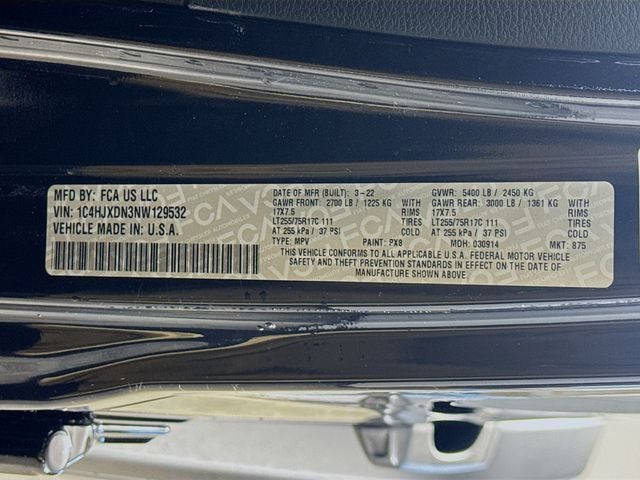 MFD BY: FCA US LLC
VIN: 1C4HJXDN3NW129532
VEHICLE MADE IN: U.S.A.
DATE OF MFR (BUILT): 3-22 GVWR: 5400 LB / 2450 KG
GAWR FRONT: 2700 LB / 1225 KG WITH GAWR REAR: 3000 LB / 1361 KG WITH
17X7.5 RIMS 17X7.5 RIMS
LT255/75R17C 111 TIRES LT255/75R17C 111 TIRES
AT 255 kPa / 37 PSI COLD AT 255 kPa / 37 PSI COLD
TYPE: MPV PAINT: PX8 MDH: 030914 MKT: 875
THIS VEHICLE CONFORMS TO ALL APPLICABLE U.S.A. FEDERAL MOTOR VEHICLE
SAFETY AND THEFT PREVENTION STANDARDS IN EFFECT ON THE DATE OF
MANUFACTURE SHOWN ABOVE.